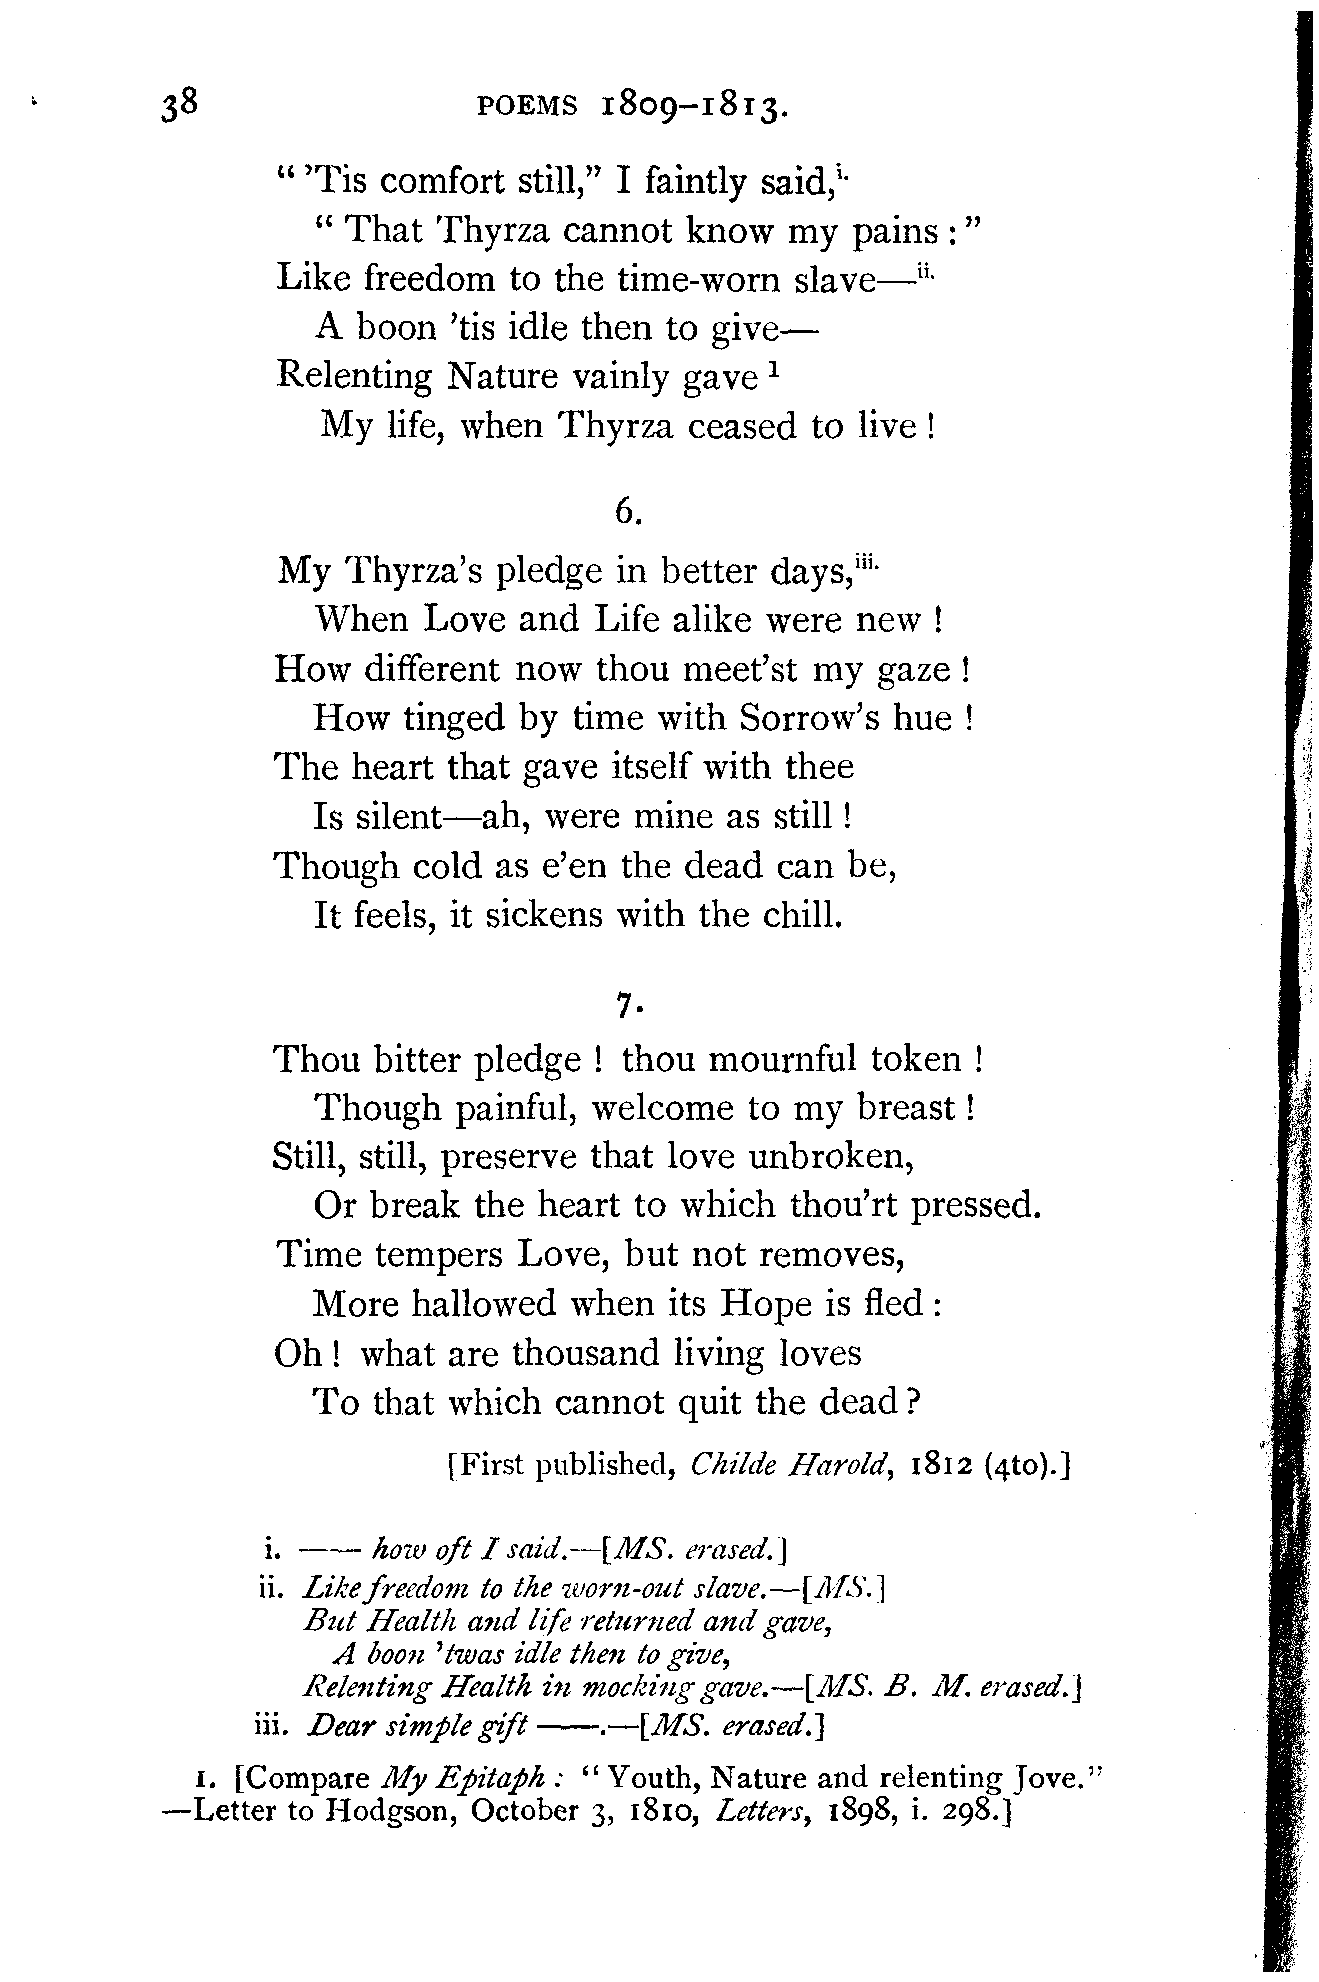 38 POEMS 1809–1813.
“ ’Tis comfort still,” I faintly said,i.
“ That Thyrza cannot know my pains : ”
Like freedom to the time-worn slave—ii.
A boon ’tis idle then to give—
Relenting Nature vainly gave 1
My life, when Thyrza ceased to live !
6.
My Thyrza’s pledge in better days,iii.
When Love and Life alike were new !
How different now thou meet’st my gaze !
How tinged by time with Sorrow’s hue !
The heart that gave itself with thee
Is silent—ah, were mine as still !
Though cold as e’en the dead can be,
It feels, it sickens with the chill.
7.
Thou bitter pledge ! thou mournful token !
Though painful, welcome to my breast !
Still, still, preserve that love unbroken,
Or break the heart to which thou’rt pressed.
Time tempers Love, but not removes,
More hallowed when its Hope is fled :
Oh ! what are thousand living loves
To that which cannot quit the dead ?
[First published, Childe Harold, 1812 (4to).]
i. —— how oft I said.—[MS. erased.]
ii. Like freedom to the worn-out slave.—[MS.]
But Health and life returned and gave,
A boon ’twas idle then to give,
Relenting Health in mocking gave.—[MS. B. M. erased.]
iii. Dear simple gift ——.—[MS. erased.]
1. [Compare My Epitaph : “ Youth, Nature and relenting Jove.”
—Letter to Hodgson, October 3, 1810, Letters, 1898, i. 298.]